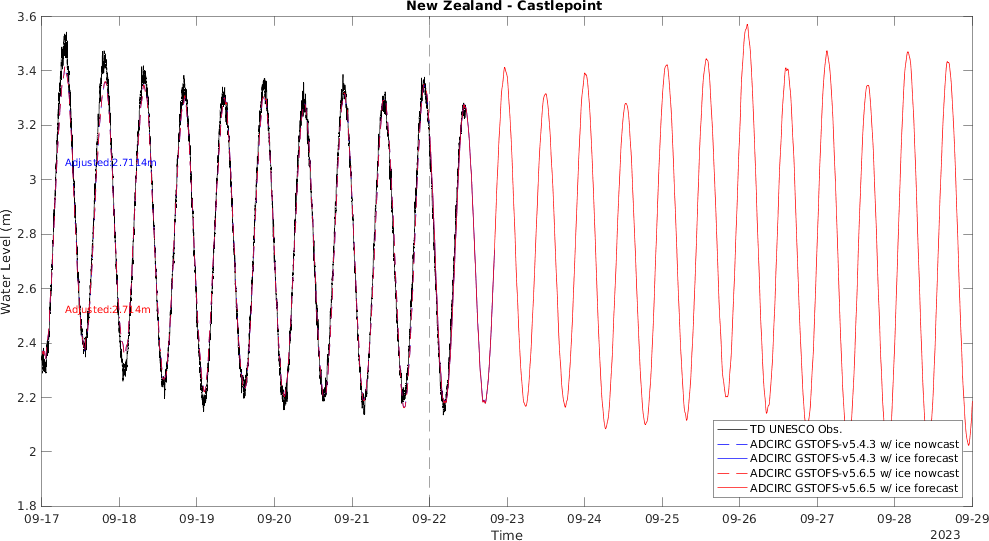 New Zealand - Castlepoint
3.6
3.4
3.2
3
2.8
2.6
2.4
2.2
2
1.8
Water Level (m)
Adjusted:2.7114m
Adjusted:2.714m
TD UNESCO Obs.
ADCIRC GSTOFS-v5.4.3 w/ ice nowcast
ADCIRC GSTOFS-v5.4.3 w/ ice forecast
ADCIRC GSTOFS-v5.6.5 w/ ice nowcast
ADCIRC GSTOFS-v5.6.5 w/ ice forecast
09-17 09-18 09-19 09-20 09-21 09-22 09-23 09-24 09-25 09-26 09-27 09-28 09-29
Time
2023